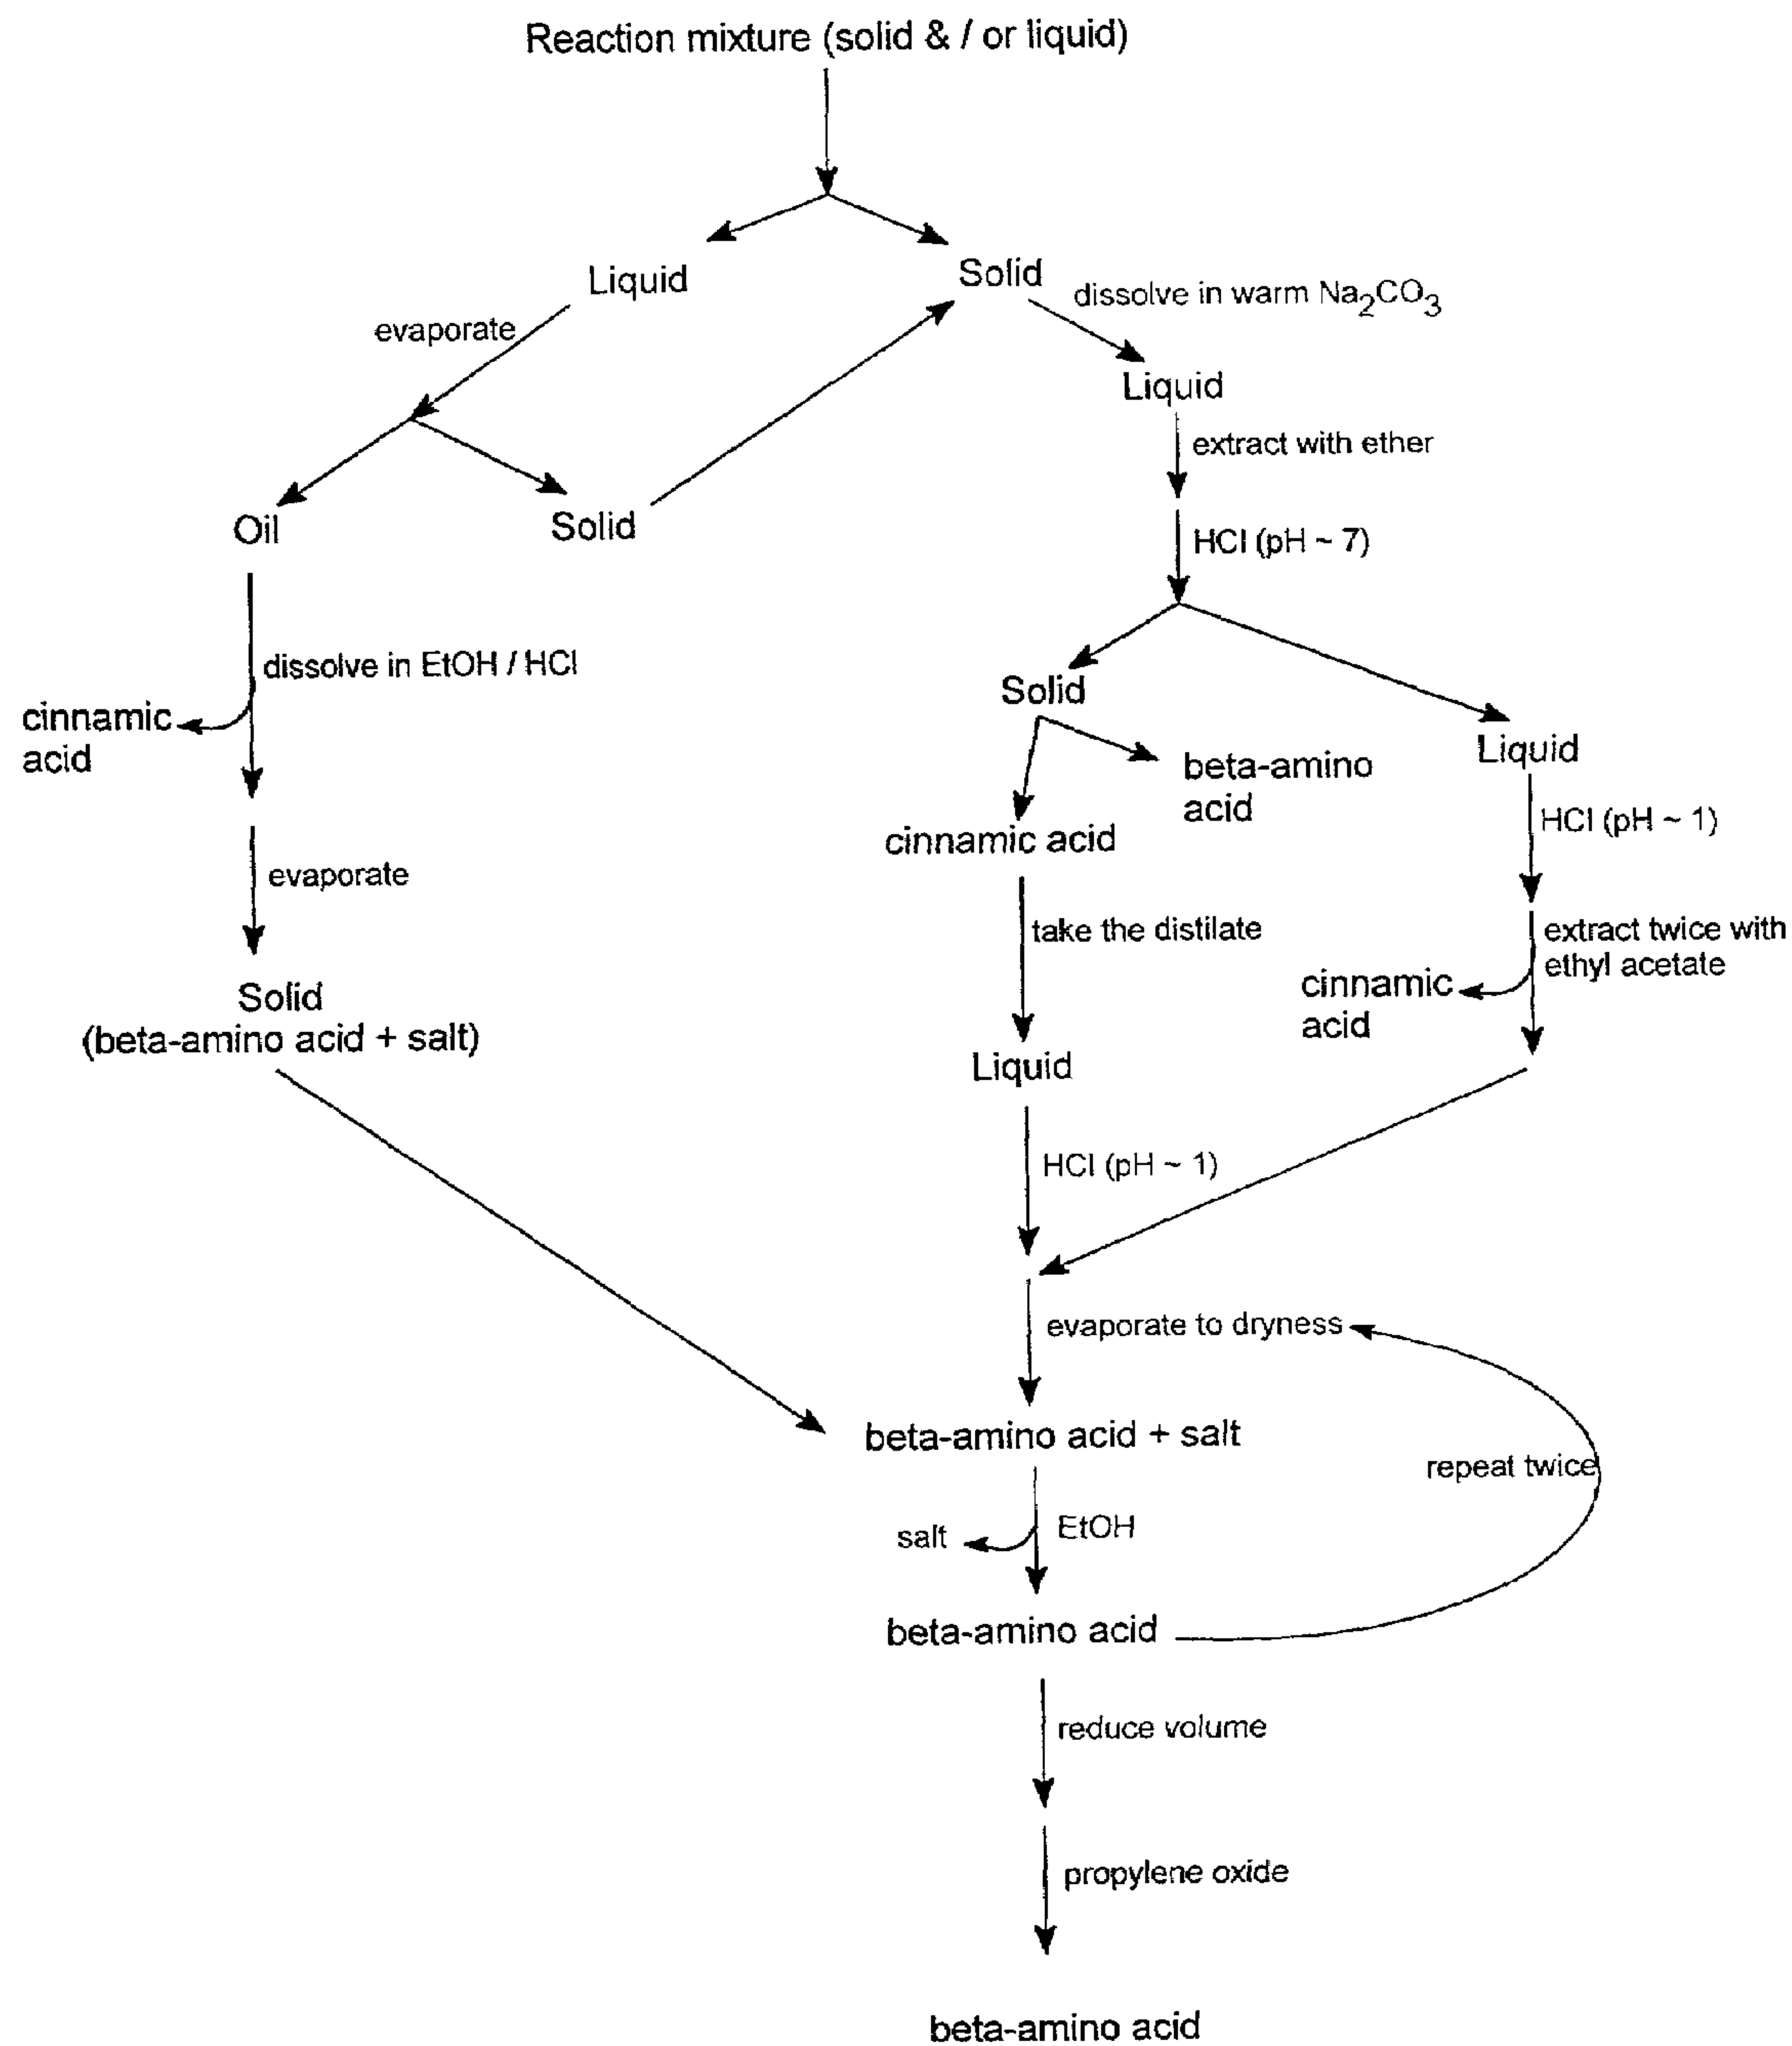 Reaction mixture (solid & / or liquid)
Liquid
Solid
dissolve in warm Na2CO3
evaporate
Liquid
extract with ether
Oil
Solid
HCl (pH ~ 7)
dissolve in EtOH / HCl
cinnamic
acid
Solid
Liquid
beta-amino
acid
HCl (pH ~ 1)
cinnamic acid
evaporate
take the distilate
extract twice with
ethyl acetate
cinnamic
acid
Solid
(beta-amino acid + salt)
Liquid
HCl (pH ~ 1)
evaporate to dryness
beta-amino acid + salt
repeat twice
salt
EtOH
beta-amino acid
reduce volume
propylene oxide
beta-amino acid